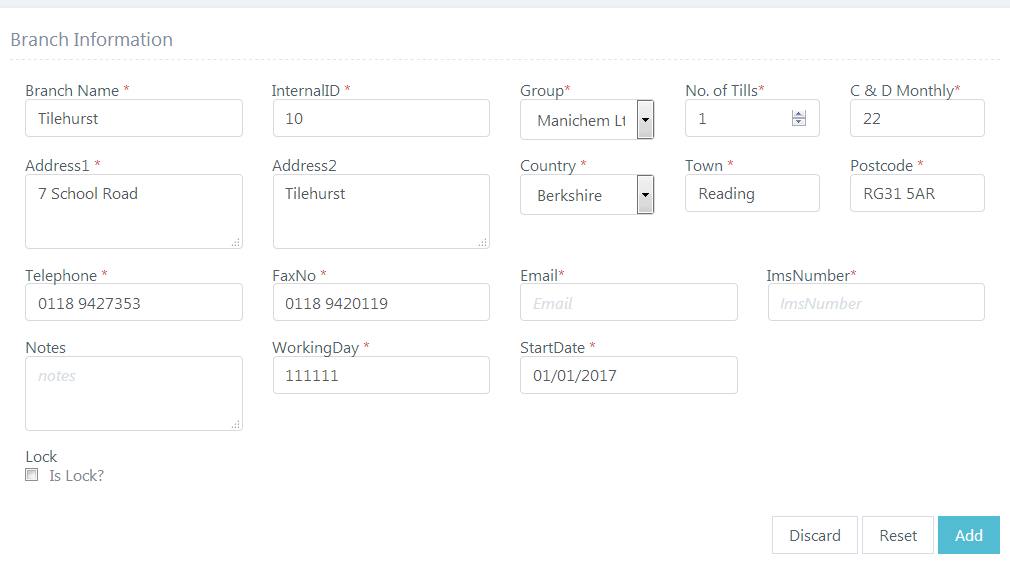 Branch Information
Branch Name * InternalID * Group* No. of Tills* C & D Monthly*
Tilehurst 10 Manichem Lt 1 22
Address1 * Address2 Country * Town * Postcode *
7 School Road Tilehurst Berkshire Reading RG31 5AR
Telephone * FaxNo * Email* ImsNumber*
0118 9427353 0118 9420119 Email ImsNumber
Notes WorkingDay * StartDate *
notes 111111 01/01/2017
Lock
Is Lock?
Discard Reset Add